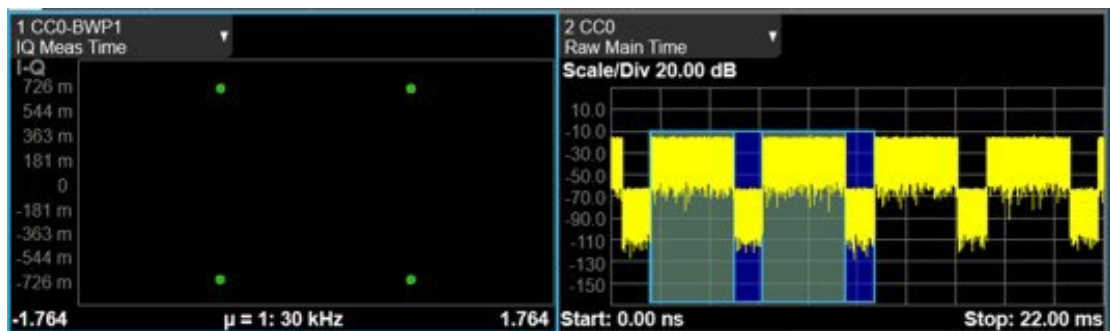 1 CC0-BWP1
IQ Meas Time
I-Q
726 m
544 m
363 m
181 m
0
-181 m
-363 m
-544 m
-726 m
-1.764 µ = 1: 30 kHz 1.764
2 CC0
Raw Main Time
Scale/Div 20.00 dB
10.0
-10.0
-30.0
-50.0
-70.0
-90.0
-110
-130
-150
Start: 0.00 ns Stop: 22.00 ms